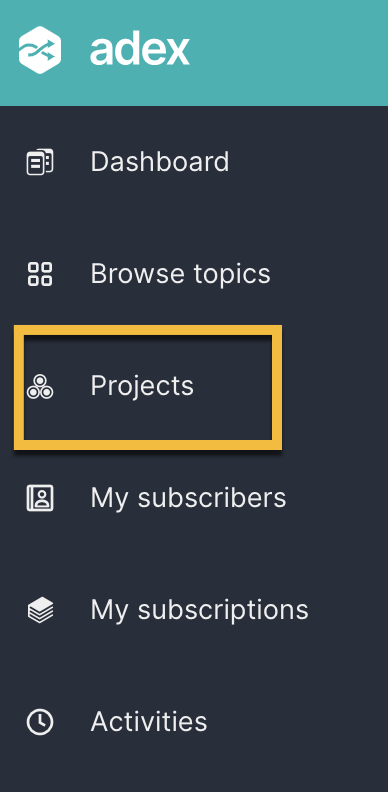 adex
Dashboard
Browse topics
Projects
My subscribers
My subscriptions
Activities